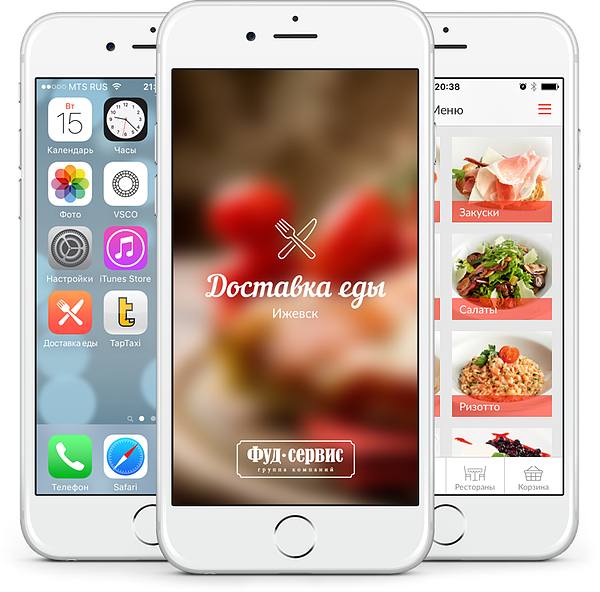 MTS RUS
21:
Вт
15
Календарь
Часы
Фото
VSCO
Настройки
iTunes Store
Доставка еды
TapTaxi
Телефон
Safari
Доставка еды
Ижевск
Фуд-сервис
группа компаний
20:38
Меню
Закуски
Салаты
Ризотто
Рестораны
Корзина